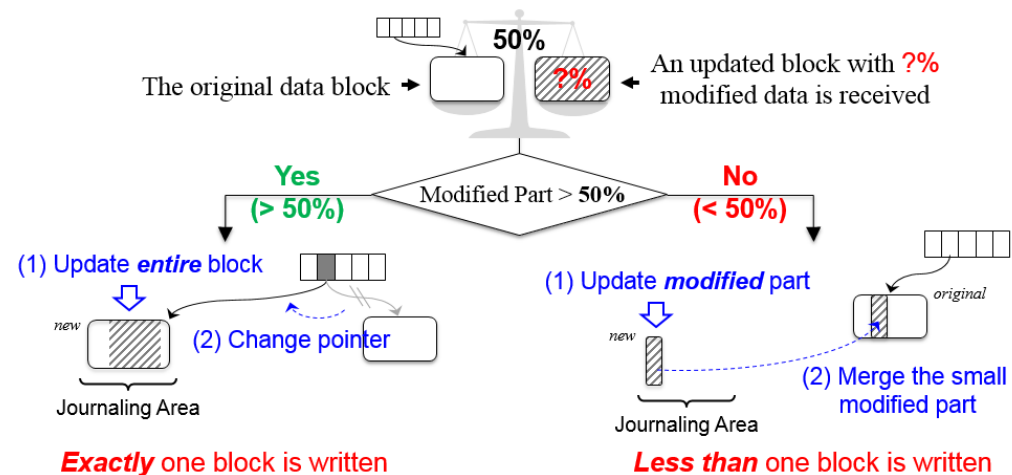 50%
The original data block
?%
An updated block with ?%
modified data is received
Modified Part > 50%
Yes
(> 50%)
No
(< 50%)
(1) Update entire block
new
(2) Change pointer
Journaling Area
Exactly one block is written
(1) Update modified part
original
new
(2) Merge the small
modified part
Journaling Area
Less than one block is written